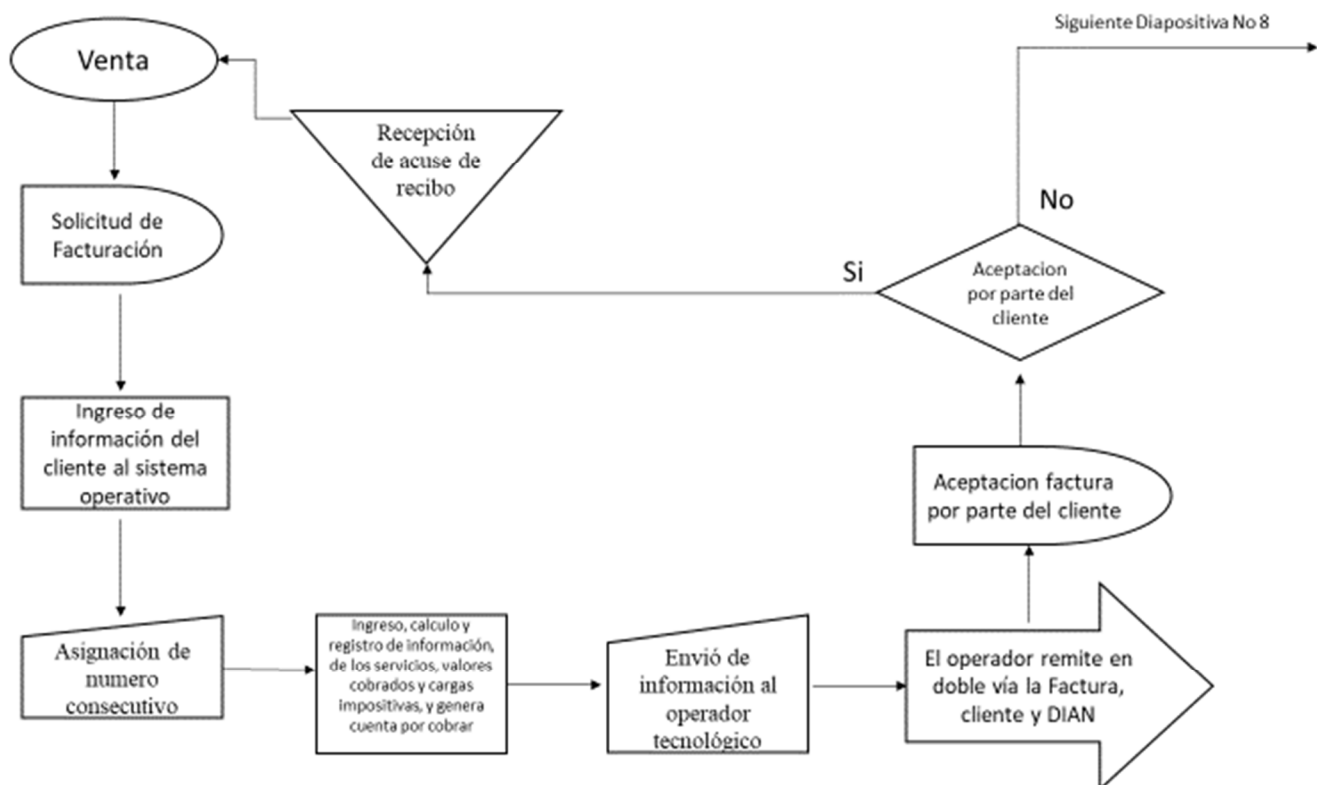 Venta
Solicitud de
Facturación
Ingreso de
información del
cliente al sistema
operativo
Asignación de
numero
consecutivo
Ingreso, calculo y
registro de información,
de los servicios, valores
cobrados y cargas
impositivas, y genera
cuenta por cobrar
Envió de
información al
operador
tecnológico
El operador remite en
doble vía la Factura,
cliente y DIAN
Aceptacion factura
por parte del cliente
Aceptacion
por parte del
cliente
Si
No
Recepción
de acuse de
recibo
Siguiente Diapositiva No 8